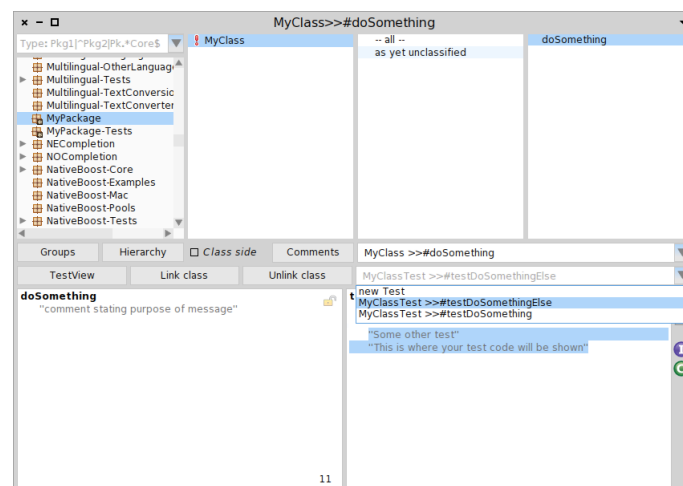 MyClass>>#doSomething
Type: Pkg1|^Pkg2|Pk.*Core$
Multilingual-OtherLanguag
Multilingual-Tests
Multilingual-TextConversio
Multilingual-TextConverter
MyPackage
MyPackage-Tests
NECompletion
NOCompletion
NativeBoost-Core
NativeBoost-Examples
NativeBoost-Mac
NativeBoost-Pools
NativeBoost-Tests
MyClass
-- all --
as yet unclassified
doSomething
Groups Hierarchy Class side Comments MyClass >>#doSomething
TestView Link class Unlink class MyClassTest >>#testDoSomethingElse
new Test
MyClassTest >>#testDoSomethingElse
MyClassTest >>#testDoSomething
doSomething
"comment stating purpose of message"
11
t
"Some other test"
"This is where your test code will be shown"